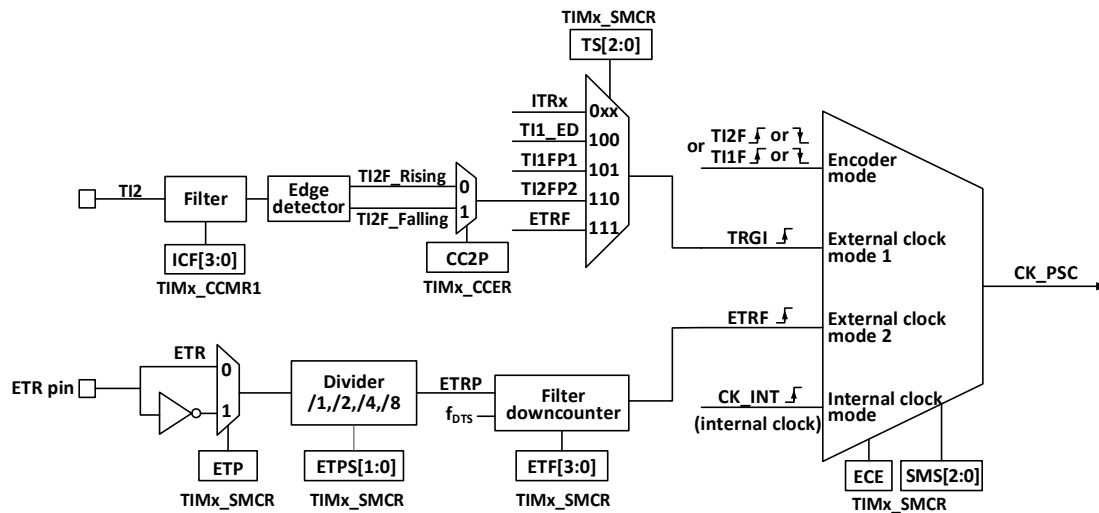 TIMx_SMCR
TS[2:0]
ITRx
0xx
TI1_ED
100
TI1FP1
101
TI2FP2
110
ETRF
111
TI2
Filter
ICF[3:0]
TIMx_CCMR1
Edge
detector
TI2F_Rising
TI2F_Falling
0
1
CC2P
TIMx_CCER
or
TI2F or
TI1F or
Encoder
mode
TRGI
External clock
mode 1
ETRF
External clock
mode 2
CK_INT
(internal clock)
Internal clock
mode
CK_PSC
ECE
SMS[2:0]
TIMx_SMCR
ETR pin
ETR
0
1
ETP
TIMx_SMCR
Divider
/1,/2,/4,/8
ETPS[1:0]
TIMx_SMCR
ETRP
fDTS
Filter
downcounter
ETF[3:0]
TIMx_SMCR